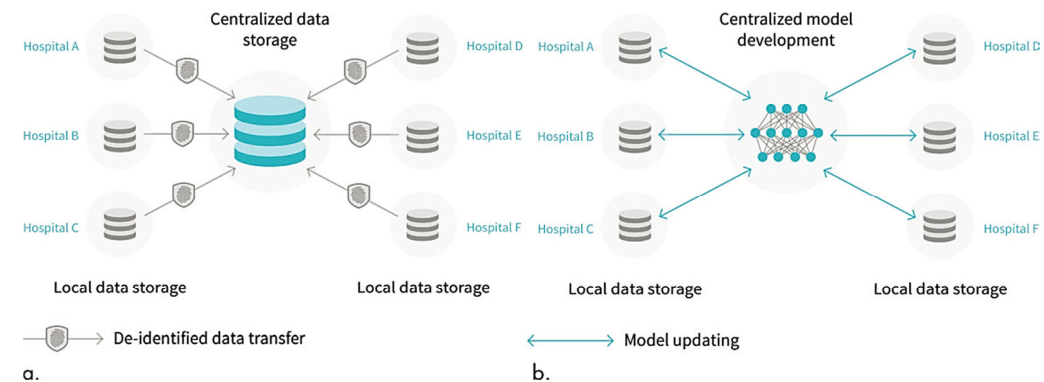 Centralized data
storage
Hospital A
Hospital D
Hospital B
Hospital E
Hospital C
Hospital F
Local data storage
Local data storage
De-identified data transfer
a.
Centralized model
development
Hospital A
Hospital D
Hospital B
Hospital E
Hospital C
Hospital F
Local data storage
Local data storage
Model updating
b.